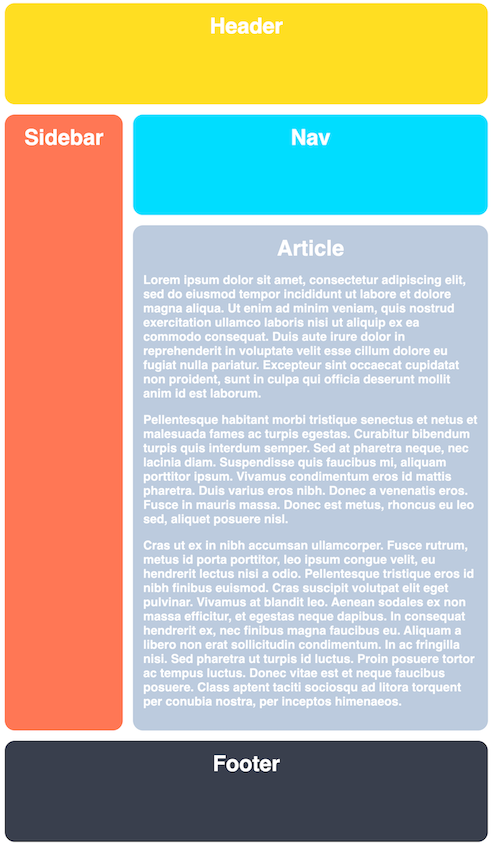 Header
Sidebar
Nav
Article
Lorem ipsum dolor sit amet, consectetur adipiscing elit,
sed do eiusmod tempor incididunt ut labore et dolore
magna aliqua. Ut enim ad minim veniam, quis nostrud
exercitation ullamco laboris nisi ut aliquip ex ea
commodo consequat. Duis aute irure dolor in
reprehenderit in voluptate velit esse cillum dolore eu
fugiat nulla pariatur. Excepteur sint occaecat cupidatat
non proident, sunt in culpa qui officia deserunt mollit
anim id est laborum.
Pellentesque habitant morbi tristique senectus et netus et
malesuada fames ac turpis egestas. Curabitur bibendum
turpis quis interdum semper. Sed at pharetra neque, nec
lacinia diam. Suspendisse quis faucibus mi, aliquam
porttitor ipsum. Vivamus condimentum eros id mattis
pharetra. Duis varius eros nibh. Donec a venenatis eros.
Fusce in mauris massa. Donec est metus, rhoncus eu leo
sed, aliquet posuere nisl.
Cras ut ex in nibh accumsan ullamcorper. Fusce rutrum,
metus id porta porttitor, leo ipsum congue velit, eu
hendrerit lectus nisi a odio. Pellentesque tristique eros id
nibh finibus euismod. Cras suscipit volutpat elit eget
pulvinar. Vivamus at blandit leo. Aenean sodales ex non
massa efficitur, et egestas neque dapibus. In consequat
hendrerit ex, nec finibus magna faucibus eu. Aliquam a
libero non erat sollicitudin condimentum. In ac fringilla
nisi. Sed pharetra ut turpis id luctus. Proin posuere tortor
ac tempus luctus. Donec vitae est et neque faucibus
posuere. Class aptent taciti sociosqu ad litora torquent
per conubia nostra, per inceptos himenaeos.
Footer